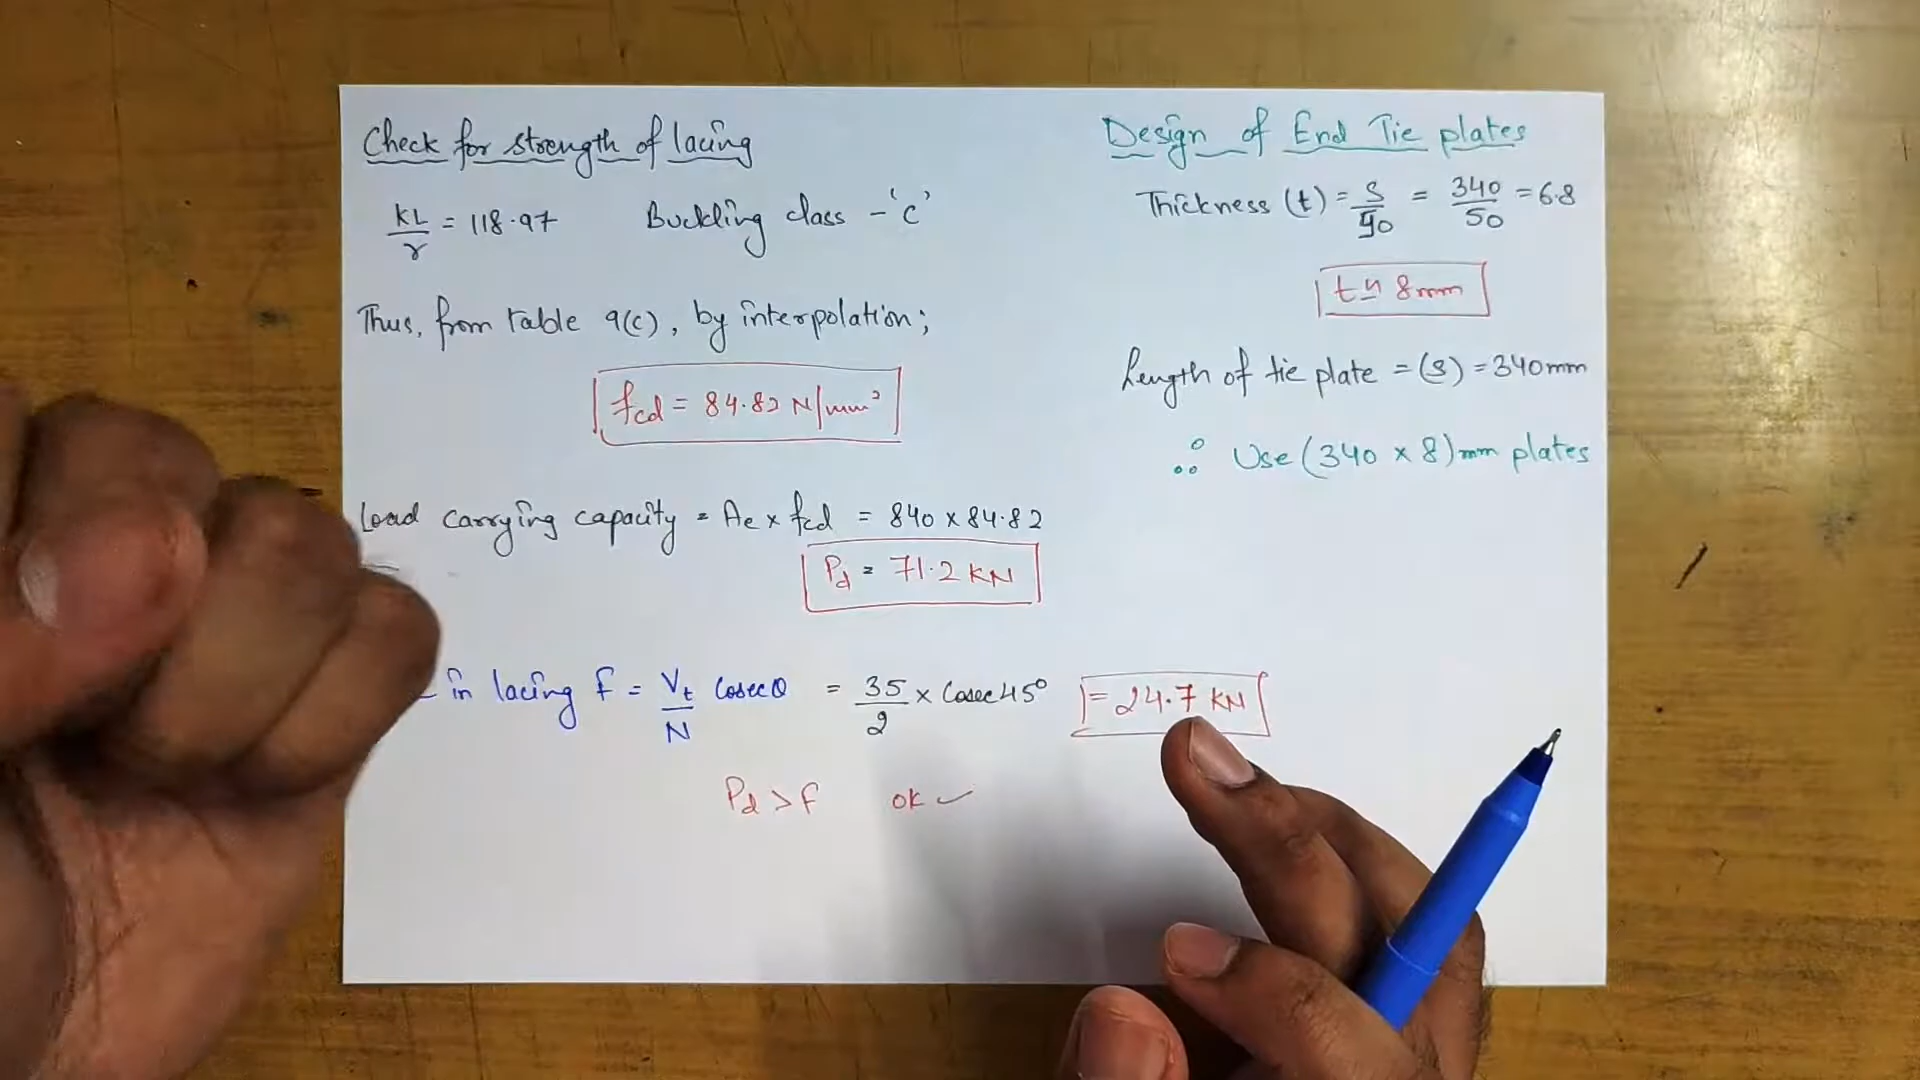 Check for strength of lacing
KL/r = 118.97 Buckling class - 'c'
Thus, from table 9(c), by interpolation;
fcd = 84.82 N/mm²
Load carrying capacity = Ae x fcd = 840 x 84.82
Pd = 71.2 KN
in lacing F = Vt/N Cosecθ = 35/2 x Cosec45° = 24.7 KN
Pd > F ok ✓
Design of End Tie plates
Thickness (t) = S/50 = 340/50 = 6.8
t ≃ 8mm
Length of tie plate = (S) = 340mm
∴ Use (340 x 8)mm plates